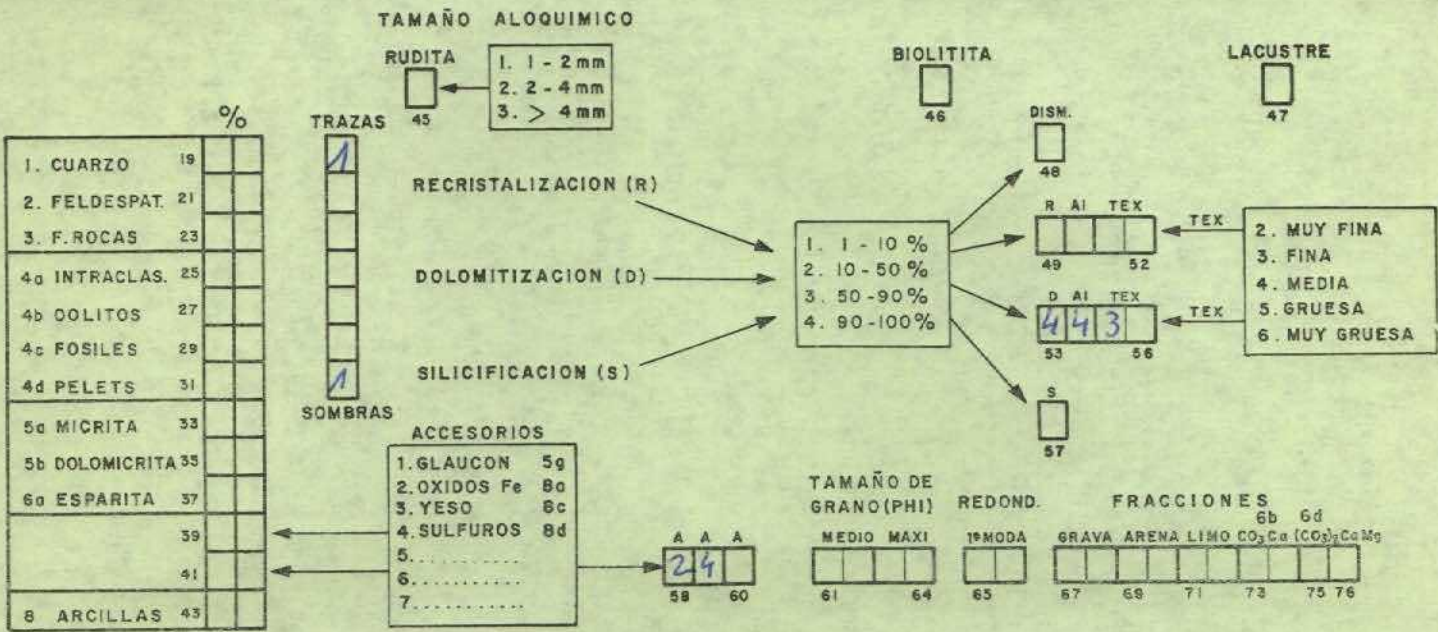 TAMAÑO ALOQUIMICO
RUDITA
45
1. 1 - 2 mm
2. 2 - 4 mm
3. > 4 mm
BIOLITITA
46
LACUSTRE
47
%
1. CUARZO 19
2. FELDESPAT. 21
3. F. ROCAS 23
4a INTRACLAS. 25
4b OOLITOS 27
4c FOSILES 29
4d PELETS 31
5a MICRITA 33
5b DOLOMICRITA 35
6a ESPARITA 37
39
41
8 ARCILLAS 43
TRAZAS
1
1
SOMBRAS
RECRISTALIZACION (R)
DOLOMITIZACION (D)
SILICIFICACION (S)
1. 1 - 10 %
2. 10 - 50 %
3. 50 - 90 %
4. 90 - 100 %
DISM.
48
R AI TEX
49 52
TEX
D AI TEX
4 4 3
53 56
TEX
2. MUY FINA
3. FINA
4. MEDIA
5. GRUESA
6. MUY GRUESA
S
57
ACCESORIOS
1. GLAUCON 5g
2. OXIDOS Fe 8a
3. YESO 8c
4. SULFUROS 8d
5...........
6...........
7...........
A A A
2 4
58 60
TAMAÑO DE
GRANO (PHI)
MEDIO MAXI
61 64
REDOND.
1ª MODA
65
FRACCIONES
6b 6d
GRAVA ARENA LIMO CO3Ca (CO3)2CaMg
67 69 71 73 75 76